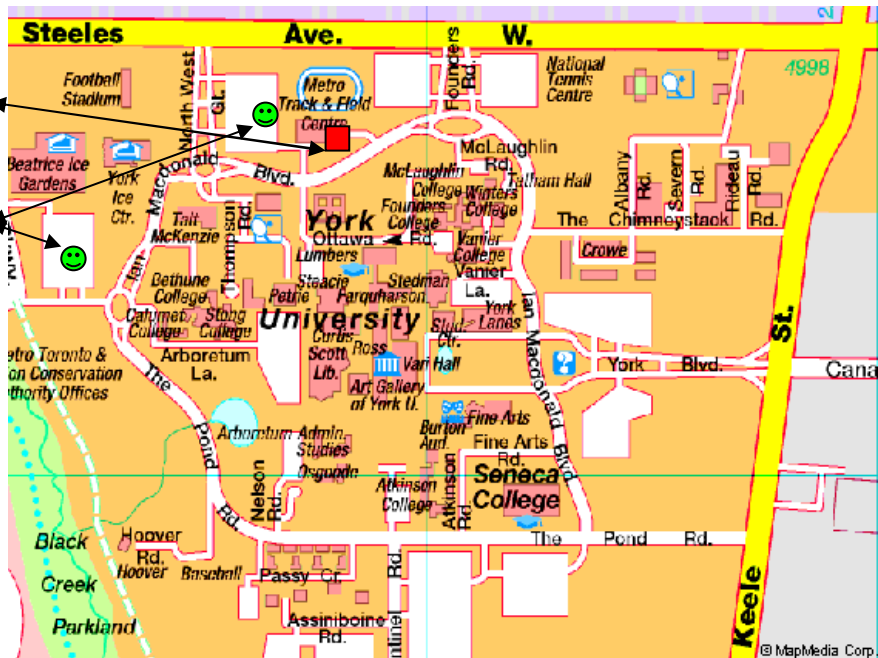 Steeles Ave. W.
Football
Stadium
North West
Gt.
Metro
Track & Field
Centre
Founders
Rd.
National
Tennis
Centre
4998
Beatrice Ice
Gardens
York
Ice
Ctr.
Ian Macdonald Blvd.
McLaughlin
Rd.
McLaughlin
College
Tatham Hall
Winters
College
Founders
College
Albany
Rd.
Severn
Rd.
Rideau
Rd.
Tait
McKenzie
Thompson
Rd.
York
Ottawa Rd.
Vanier
College
The Chimneystack Rd.
Crowe
Lumbers
Bethune
College
Steacie
Petrie
Farquharson
Stedman
Vanier
La.
University
Calumet
College
Stong
College
Stud.
Ctr.
York
Lanes
Ian Macdonald Blvd
Curtis
Scott
Lib.
Ross
Vari Hall
Arboretum
La.
Art Gallery
of York U.
York Blvd.
Cana
etro Toronto &
ion Conservation
uthority Offices
The Pond Rd.
Arboretum
Admin.
Studies
Osgoode
Burton
Aud.
Fine Arts
Fine Arts
Rd.
Nelson
Rd.
Atkinson
College
Atkinson
Rd.
Seneca
College
Black
Creek
Parkland
Hoover
Rd.
Hoover
Baseball
Passy Cr.
The Pond Rd.
Assiniboine
Rd.
ntinel Rd.
Keele St.
© MapMedia Corp.